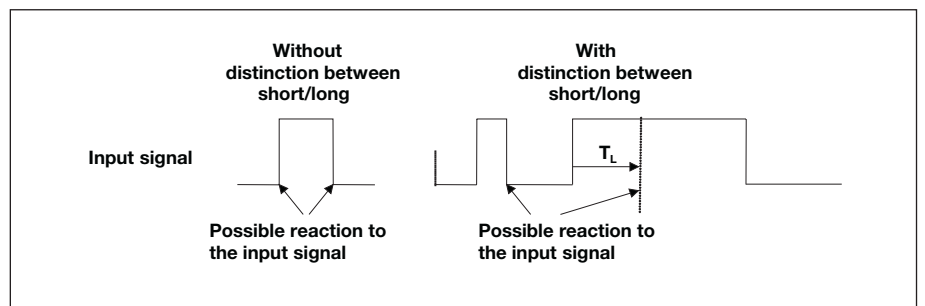 Without
distinction between
short/long
With
distinction between
short/long
Input signal
T_L
Possible reaction to
the input signal
Possible reaction to
the input signal